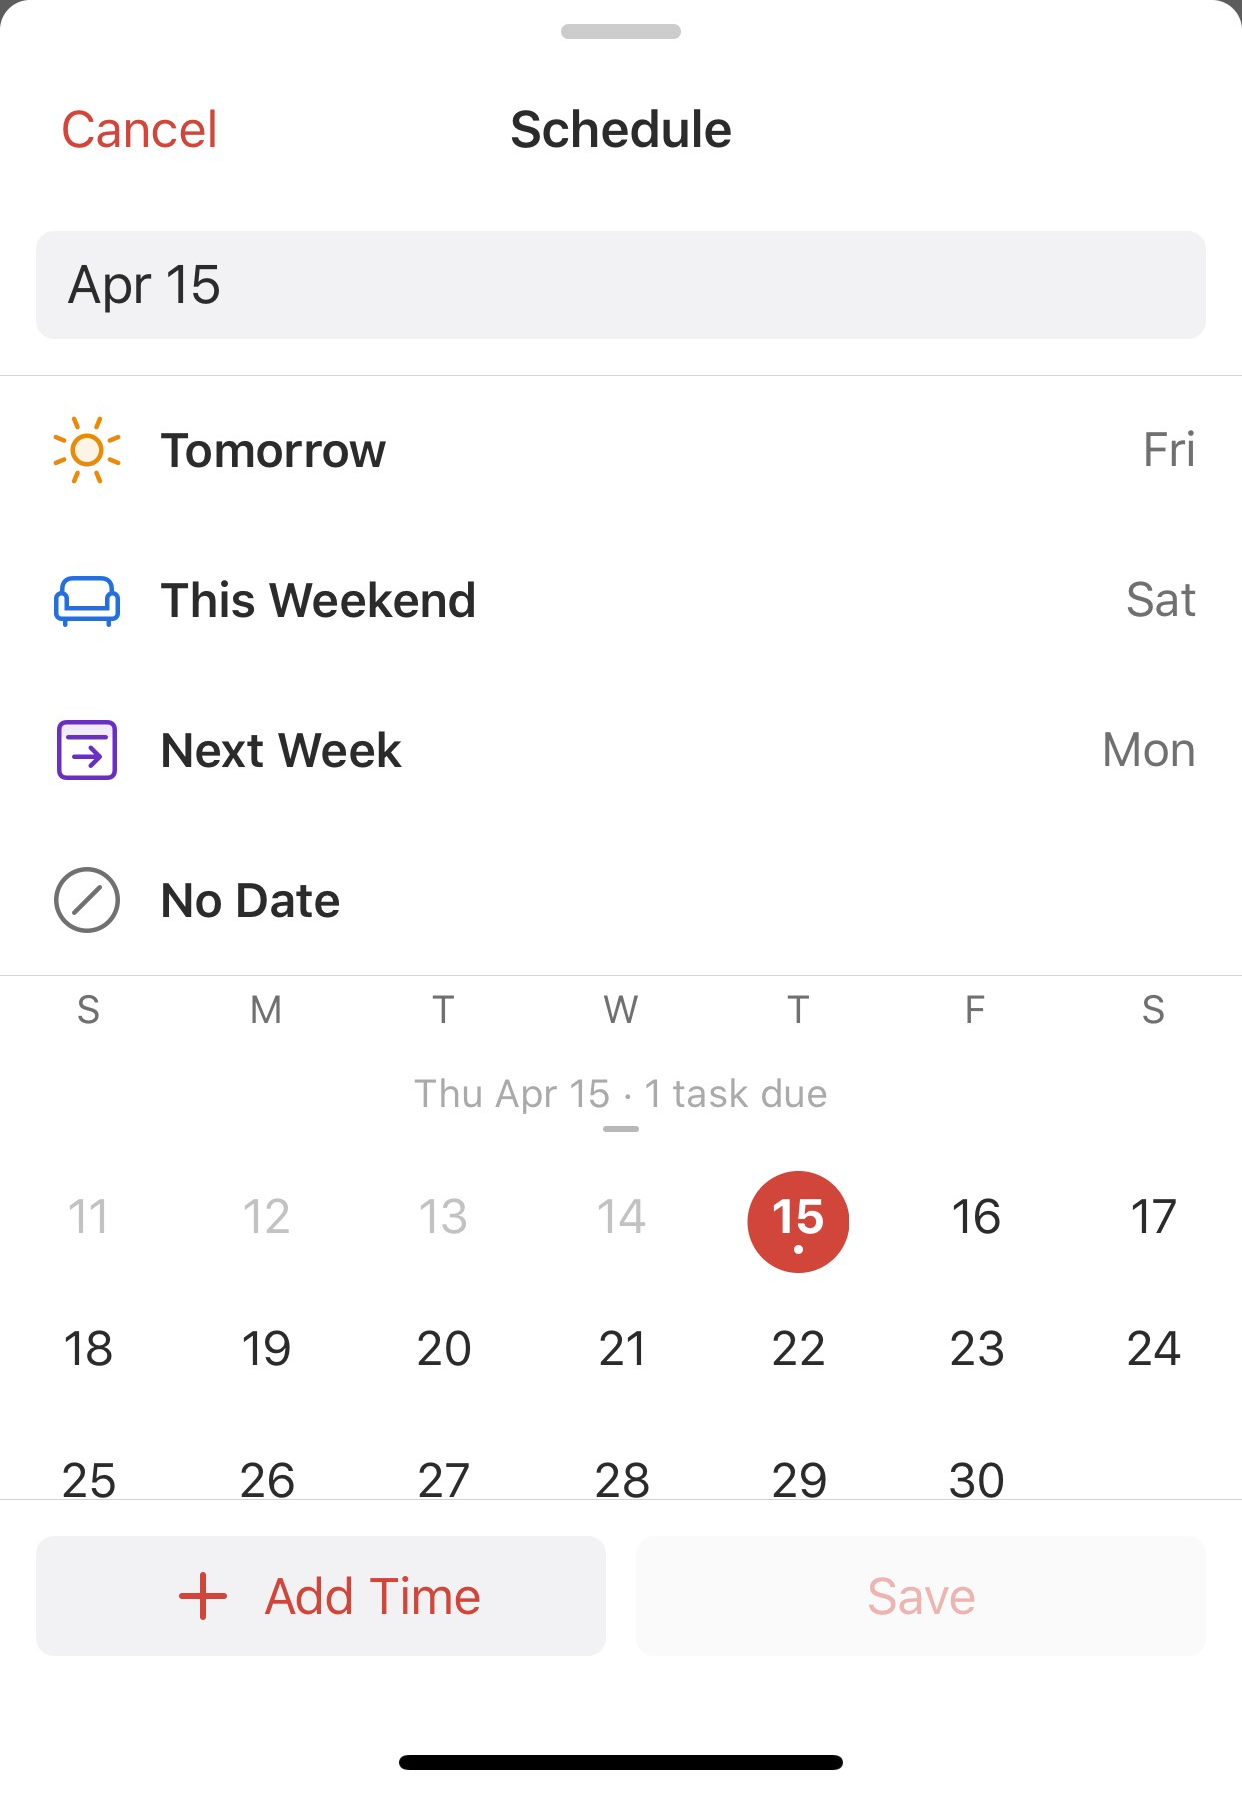 Cancel Schedule
Apr 15
Tomorrow Fri
This Weekend Sat
Next Week Mon
No Date
S M T W T F S
Thu Apr 15 · 1 task due
11 12 13 14 15 16 17
18 19 20 21 22 23 24
25 26 27 28 29 30
Add Time Save